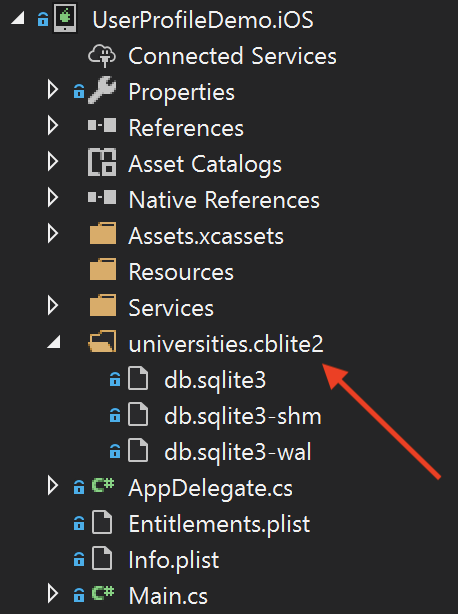 UserProfileDemo.iOS
Connected Services
Properties
References
Asset Catalogs
Native References
Assets.xcassets
Resources
Services
universities.cblite2
db.sqlite3
db.sqlite3-shm
db.sqlite3-wal
C# AppDelegate.cs
Entitlements.plist
Info.plist
C# Main.cs